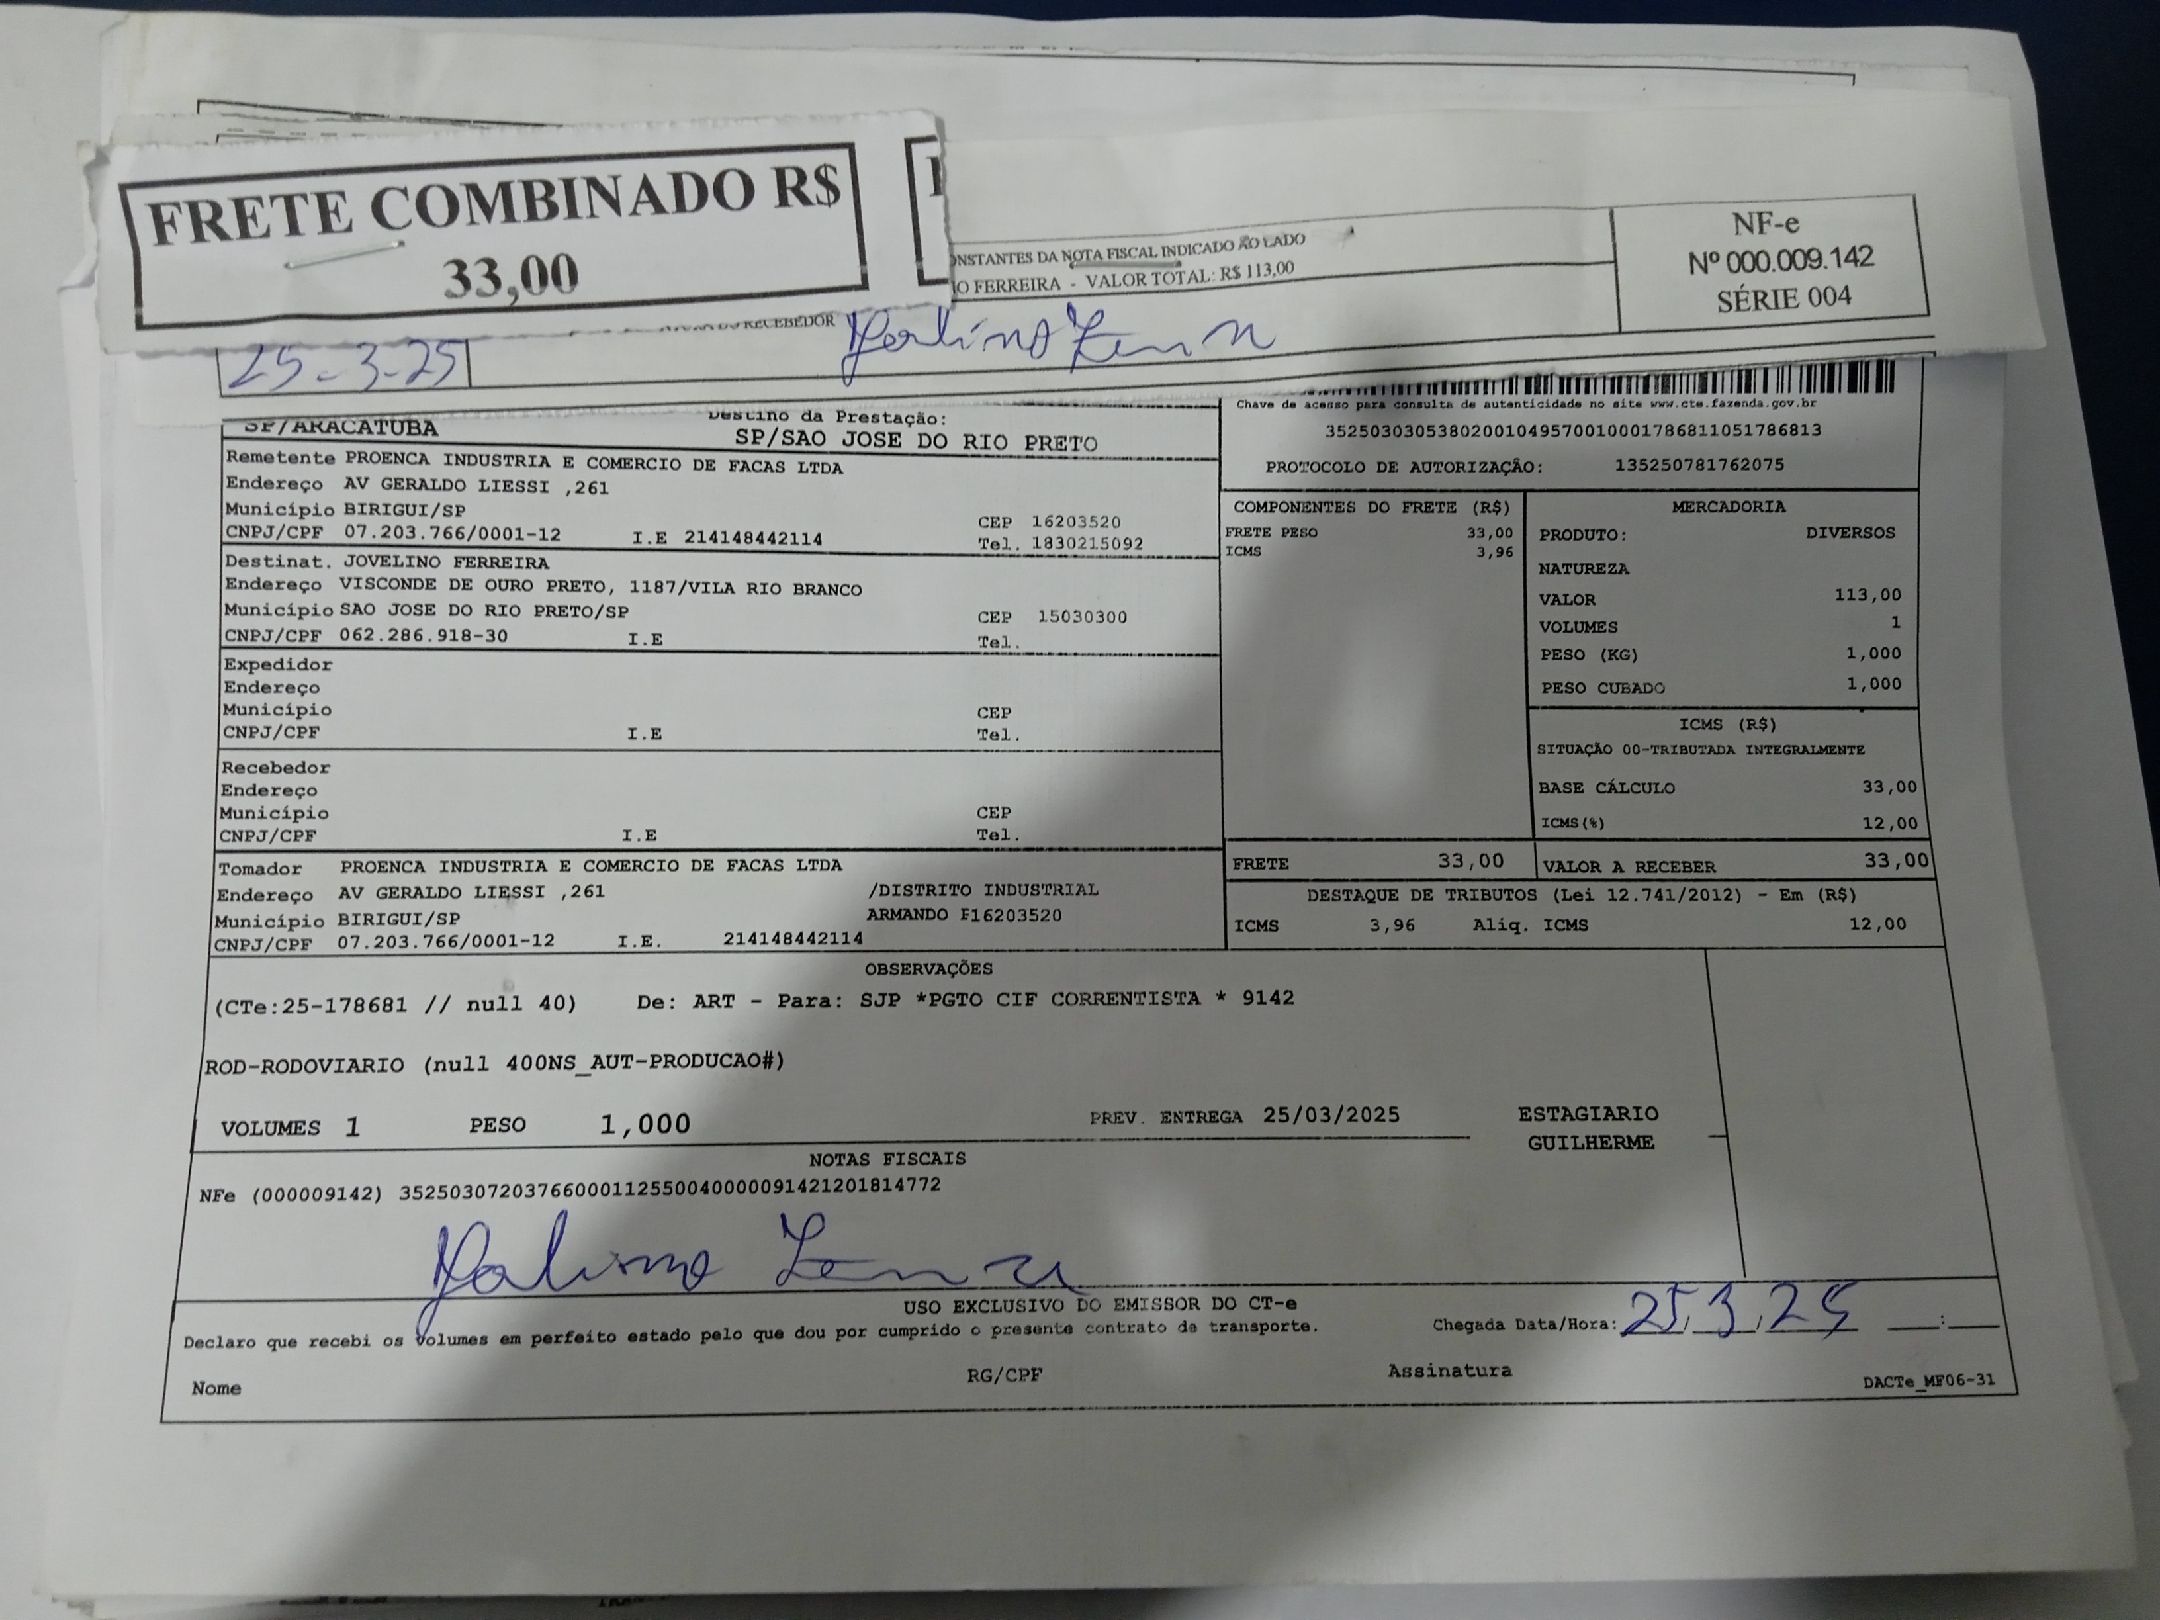 FRETE COMBINADO R$
33,00
ONSTANTES DA NOTA FISCAL INDICADO AO LADO
O FERREIRA - VALOR TOTAL: R$ 113,00
NF-e
Nº 000.009.142
SÉRIE 004
DO RECEBEDOR
25-3-25
Destino da Prestação:
SP/ARACATUBA SP/SAO JOSE DO RIO PRETO
Chave de acesso para consulta de autenticidade no site www.cte.fazenda.gov.br
35250303053802001049570010001786811051786813
PROTOCOLO DE AUTORIZAÇÃO: 135250781762075
Remetente PROENCA INDUSTRIA E COMERCIO DE FACAS LTDA
Endereço AV GERALDO LIESSI ,261
Município BIRIGUI/SP CEP 16203520
CNPJ/CPF 07.203.766/0001-12 I.E 214148442114 Tel. 1830215092
Destinat. JOVELINO FERREIRA
Endereço VISCONDE DE OURO PRETO, 1187/VILA RIO BRANCO
Município SAO JOSE DO RIO PRETO/SP CEP 15030300
CNPJ/CPF 062.286.918-30 I.E Tel.
Expedidor
Endereço
Município CEP
CNPJ/CPF I.E Tel.
Recebedor
Endereço
Município CEP
CNPJ/CPF I.E Tel.
Tomador PROENCA INDUSTRIA E COMERCIO DE FACAS LTDA
Endereço AV GERALDO LIESSI ,261 /DISTRITO INDUSTRIAL
Município BIRIGUI/SP ARMANDO F16203520
CNPJ/CPF 07.203.766/0001-12 I.E. 214148442114
COMPONENTES DO FRETE (R$)
FRETE PESO 33,00
ICMS 3,96
MERCADORIA
PRODUTO: DIVERSOS
NATUREZA
VALOR 113,00
VOLUMES 1
PESO (KG) 1,000
PESO CUBADO 1,000
ICMS (R$)
SITUAÇÃO 00-TRIBUTADA INTEGRALMENTE
BASE CÁLCULO 33,00
ICMS(%) 12,00
FRETE 33,00 VALOR A RECEBER 33,00
DESTAQUE DE TRIBUTOS (Lei 12.741/2012) - Em (R$)
ICMS 3,96 Aliq. ICMS 12,00
OBSERVAÇÕES
(CTe:25-178681 // null 40) De: ART - Para: SJP *PGTO CIF CORRENTISTA * 9142
ROD-RODOVIARIO (null 400NS_AUT-PRODUCAO#)
VOLUMES 1 PESO 1,000 PREV. ENTREGA 25/03/2025 ESTAGIARIO
GUILHERME
NOTAS FISCAIS
NFe (000009142) 35250307203766000112550040000091421201814772
USO EXCLUSIVO DO EMISSOR DO CT-e
Declaro que recebi os volumes em perfeito estado pelo que dou por cumprido o presente contrato de transporte. Chegada Data/Hora: 25,3,25 __:__
Nome RG/CPF Assinatura
DACTe_MF06-31